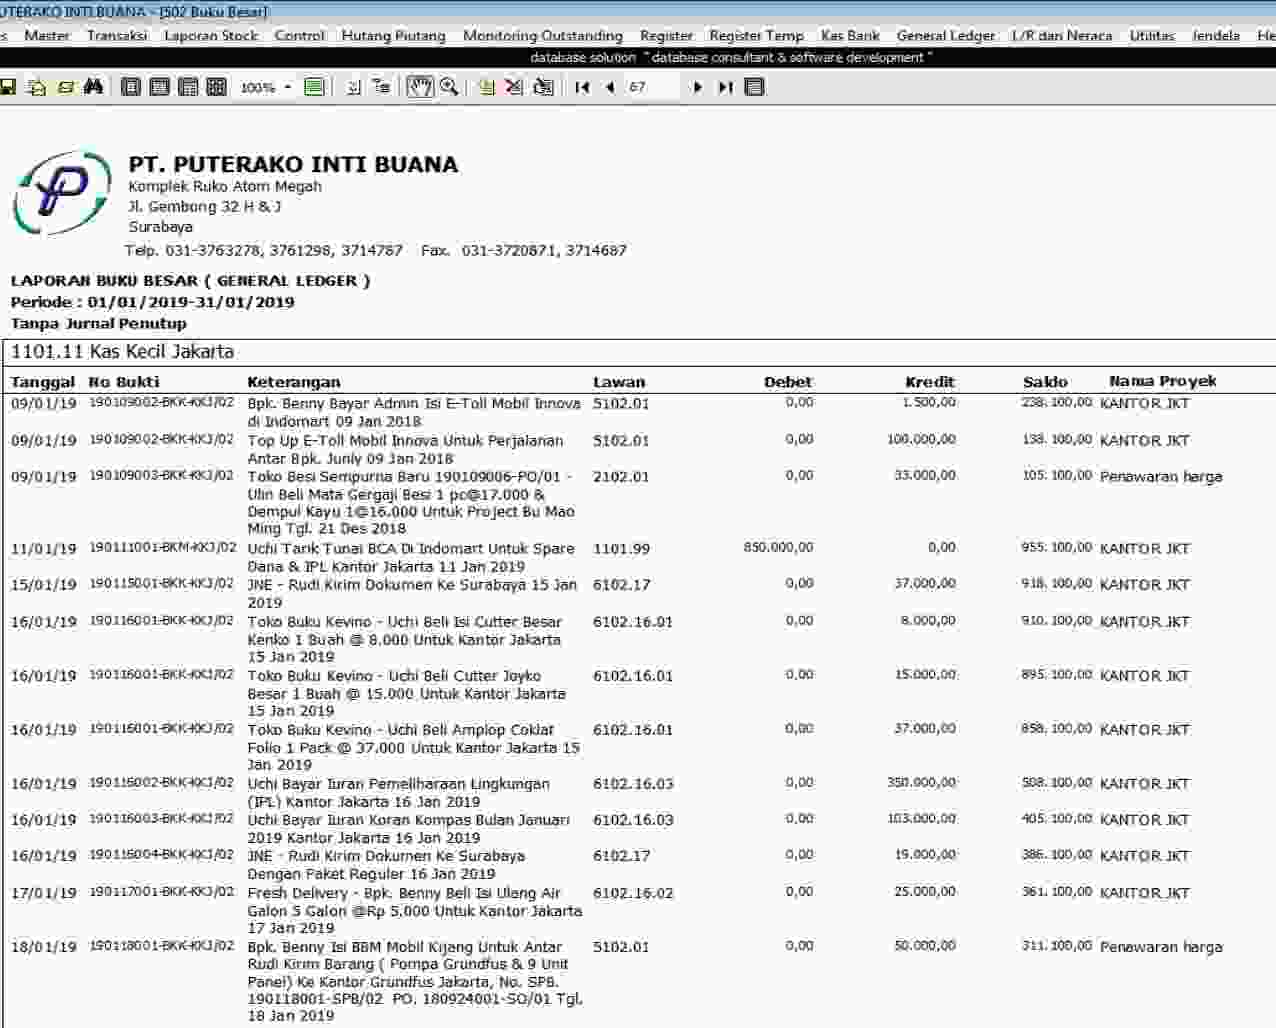 UTERAKO INTI BUANA - [502 Buku Besar]
s Master Transaksi Laporan Stock Control Hutang Piutang Monitoring Outstanding Register Register Temp Kas Bank General Ledger L/R dan Neraca Utilitas Jendela He
database solution " database consultant & software development "
100% 67
PT. PUTERAKO INTI BUANA
Komplek Ruko Atom Megah
Jl. Gembong 32 H & J
Surabaya
Telp. 031-3763278, 3761298, 3714787 Fax. 031-3720871, 3714687
LAPORAN BUKU BESAR ( GENERAL LEDGER )
Periode : 01/01/2019-31/01/2019
Tanpa Jurnal Penutup
1101.11 Kas Kecil Jakarta
Tanggal No Bukti Keterangan Lawan Debet Kredit Saldo Nama Proyek
09/01/19 190109002-BKK-KKJ/02 Bpk. Benny Bayar Admin Isi E-Toll Mobil Innova 5102.01 0,00 1.500,00 238.100,00 KANTOR JKT
di Indomart 09 Jan 2018
09/01/19 190109002-BKK-KKJ/02 Top Up E-Toll Mobil Innova Untuk Perjalanan 5102.01 0,00 100.000,00 138.100,00 KANTOR JKT
Antar Bpk. Junly 09 Jan 2018
09/01/19 190109003-BKK-KKJ/02 Toko Besi Sempurna Baru 190109006-PO/01 - 2102.01 0,00 33.000,00 105.100,00 Penawaran harga
Ulin Beli Mata Gergaji Besi 1 pc@17.000 &
Dempul Kayu 1@16.000 Untuk Project Bu Mao
Ming Tgl. 21 Des 2018
11/01/19 190111001-BKM-KKJ/02 Uchi Tarik Tunai BCA Di Indomart Untuk Spare 1101.99 850.000,00 0,00 955.100,00 KANTOR JKT
Dana & IPL Kantor Jakarta 11 Jan 2019
15/01/19 190115001-BKK-KKJ/02 JNE - Rudi Kirim Dokumen Ke Surabaya 15 Jan 6102.17 0,00 37.000,00 918.100,00 KANTOR JKT
2019
16/01/19 190116001-BKK-KKJ/02 Toko Buku Kevino - Uchi Beli Isi Cutter Besar 6102.16.01 0,00 8.000,00 910.100,00 KANTOR JKT
Kenko 1 Buah @ 8.000 Untuk Kantor Jakarta
15 Jan 2019
16/01/19 190116001-BKK-KKJ/02 Toko Buku Kevino - Uchi Beli Cutter Joyko 6102.16.01 0,00 15.000,00 895.100,00 KANTOR JKT
Besar 1 Buah @ 15.000 Untuk Kantor Jakarta
15 Jan 2019
16/01/19 190116001-BKK-KKJ/02 Toko Buku Kevino - Uchi Beli Amplop Coklat 6102.16.01 0,00 37.000,00 858.100,00 KANTOR JKT
Folio 1 Pack @ 37.000 Untuk Kantor Jakarta 15
Jan 2019
16/01/19 190116002-BKK-KKJ/02 Uchi Bayar Iuran Pemeliharaan Lingkungan 6102.16.03 0,00 350.000,00 508.100,00 KANTOR JKT
(IPL) Kantor Jakarta 16 Jan 2019
16/01/19 190116003-BKK-KKJ/02 Uchi Bayar Iuran Koran Kompas Bulan Januari 6102.16.03 0,00 103.000,00 405.100,00 KANTOR JKT
2019 Kantor Jakarta 16 Jan 2019
16/01/19 190116004-BKK-KKJ/02 JNE - Rudi Kirim Dokumen Ke Surabaya 6102.17 0,00 19.000,00 386.100,00 KANTOR JKT
Dengan Paket Reguler 16 Jan 2019
17/01/19 190117001-BKK-KKJ/02 Fresh Delivery - Bpk. Benny Beli Isi Ulang Air 6102.16.02 0,00 25.000,00 361.100,00 KANTOR JKT
Galon 5 Galon @Rp 5.000 Untuk Kantor Jakarta
17 Jan 2019
18/01/19 190118001-BKK-KKJ/02 Bpk. Benny Isi BBM Mobil Kijang Untuk Antar 5102.01 0,00 50.000,00 311.100,00 Penawaran harga
Rudi Kirim Barang ( Pompa Grundfus & 9 Unit
Panel) Ke Kantor Grundfus Jakarta, No. SPB.
190118001-SPB/02 PO. 180924001-SO/01 Tgl.
18 Jan 2019